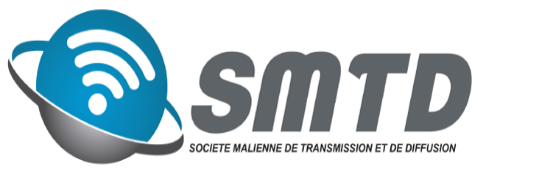 SMTD
SOCIETE MALIENNE DE TRANSMISSION ET DE DIFFUSION